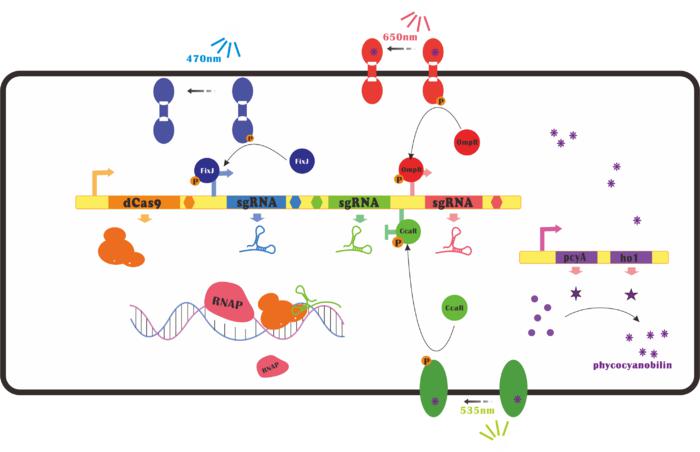 650nm
470nm
P
P
OmpR
FixJ
FixJ
OmpR
P
P
dCas9
sgRNA
sgRNA
sgRNA
CcaR
P
pcyA
ho1
RNAP
CcaR
RNAP
P
phycocyanobilin
535nm